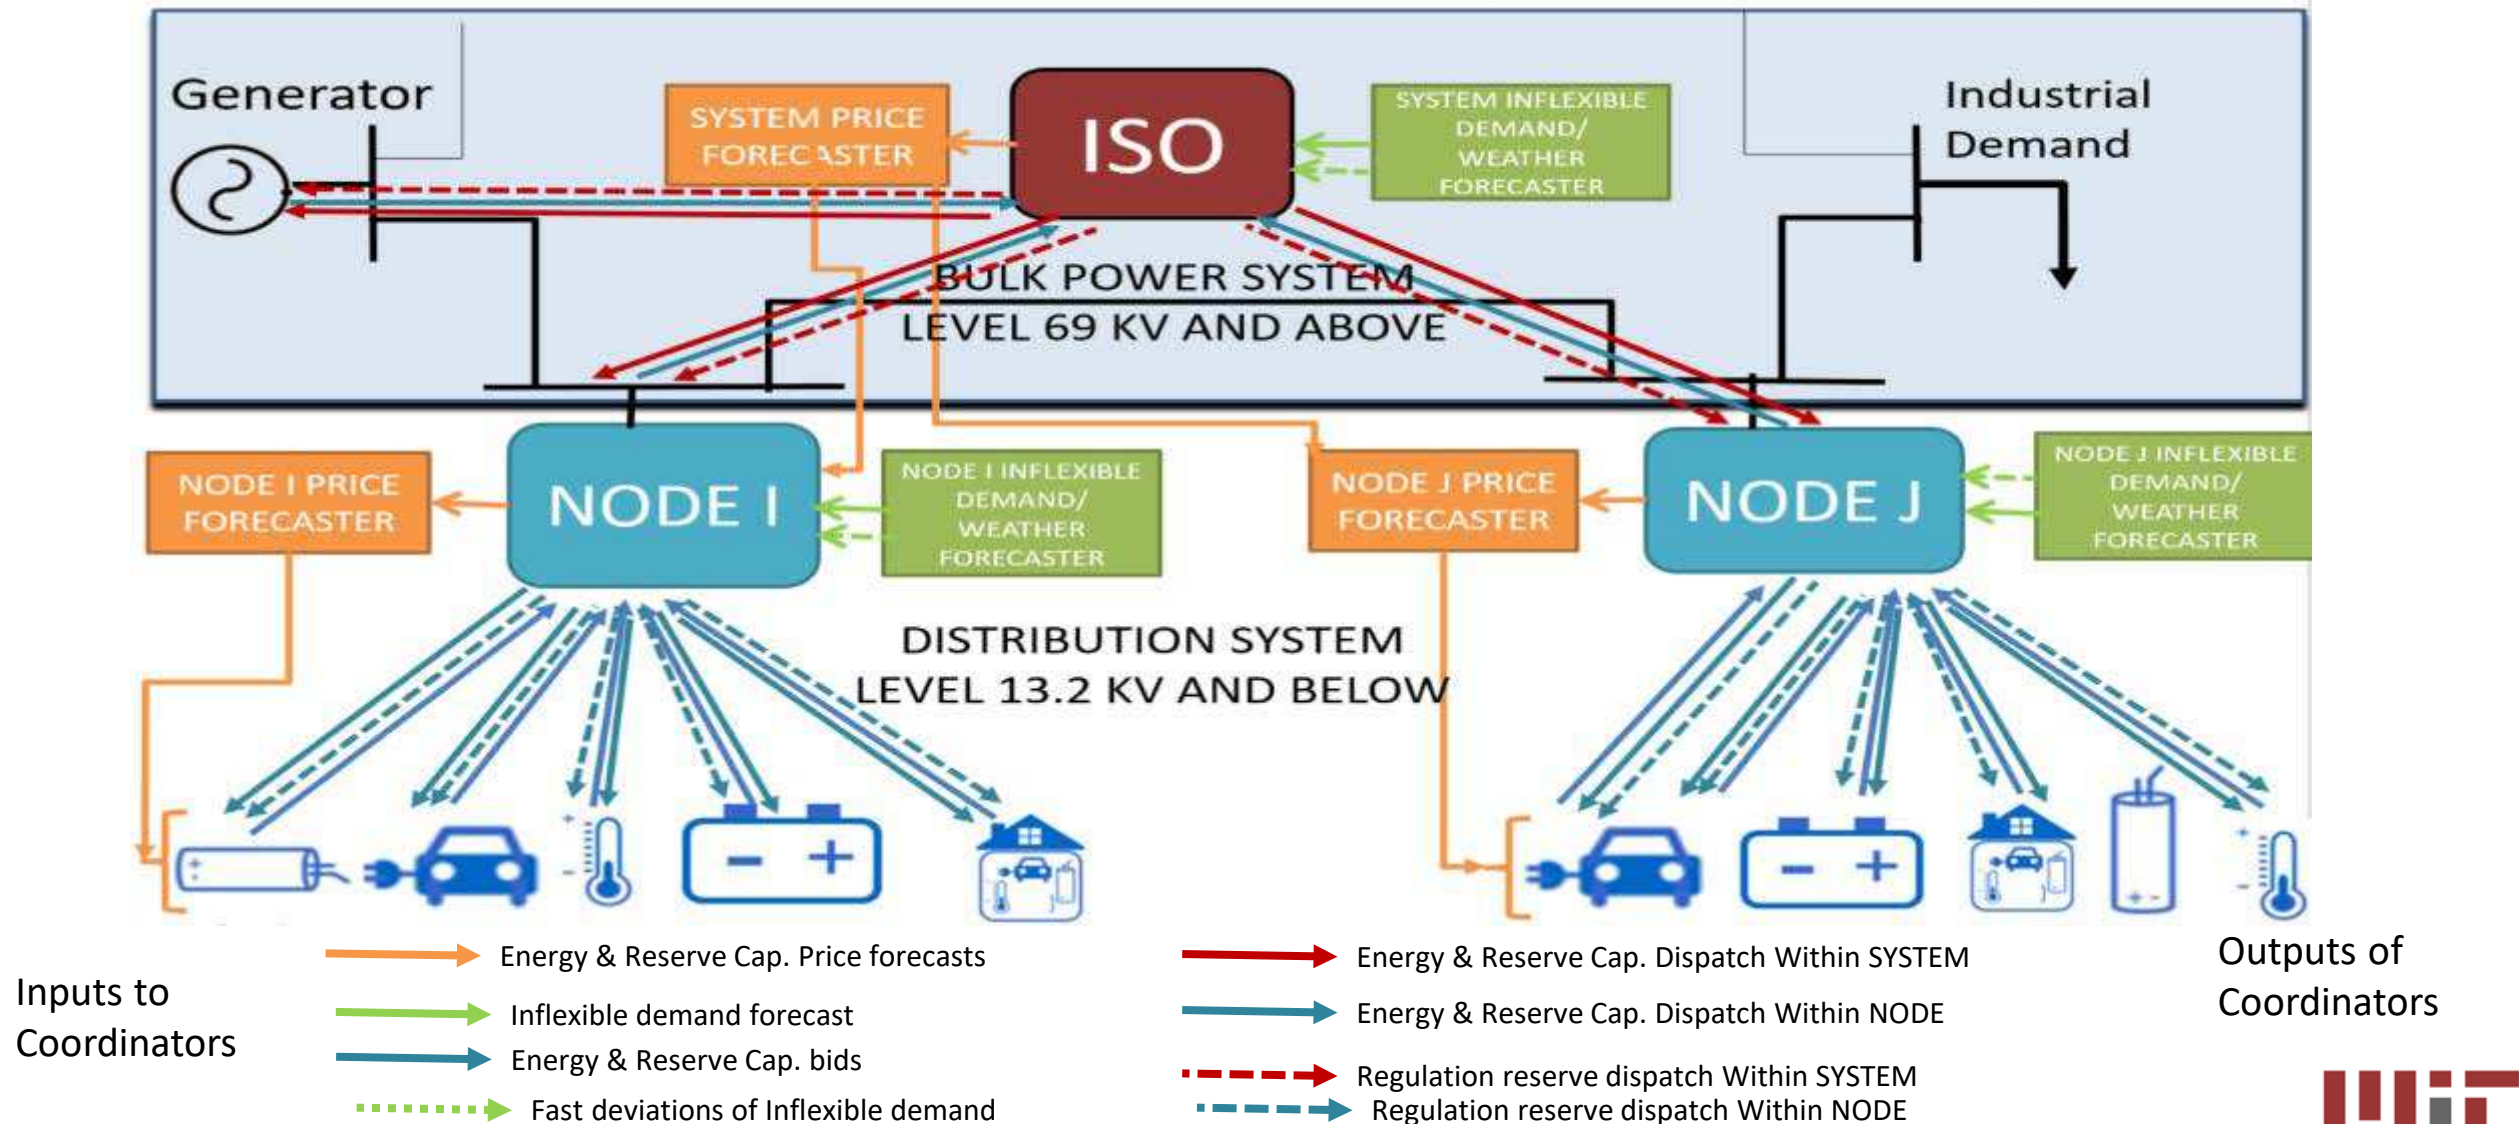 Generator
SYSTEM PRICE
FORECASTER
ISO
SYSTEM INFLEXIBLE
DEMAND/
WEATHER
FORECASTER
Industrial
Demand
BULK POWER SYSTEM
LEVEL 69 KV AND ABOVE
NODE I PRICE
FORECASTER
NODE I
NODE I INFLEXIBLE
DEMAND/
WEATHER
FORECASTER
NODE J PRICE
FORECASTER
NODE J
NODE J INFLEXIBLE
DEMAND/
WEATHER
FORECASTER
DISTRIBUTION SYSTEM
LEVEL 13.2 KV AND BELOW
Inputs to
Coordinators
Energy & Reserve Cap. Price forecasts
Inflexible demand forecast
Energy & Reserve Cap. bids
Fast deviations of Inflexible demand
Energy & Reserve Cap. Dispatch Within SYSTEM
Energy & Reserve Cap. Dispatch Within NODE
Regulation reserve dispatch Within SYSTEM
Regulation reserve dispatch Within NODE
Outputs of
Coordinators